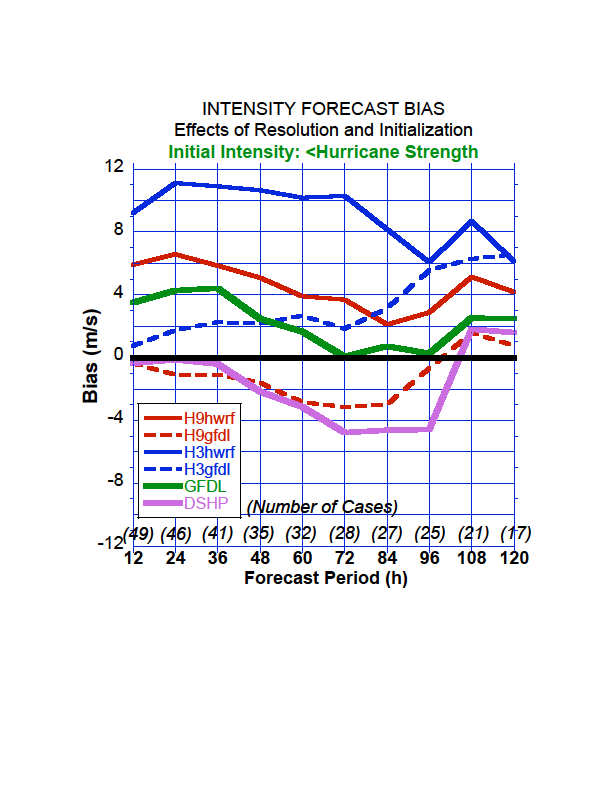 INTENSITY FORECAST BIAS
Effects of Resolution and Initialization
Initial Intensity: <Hurricane Strength
12
8
4
0
-4
-8
-12
Bias (m/s)
H9hwrf
H9gfdl
H3hwrf
H3gfdl
GFDL
DSHP
(Number of Cases)
(49) (46) (41) (35) (32) (28) (27) (25) (21) (17)
12 24 36 48 60 72 84 96 108 120
Forecast Period (h)